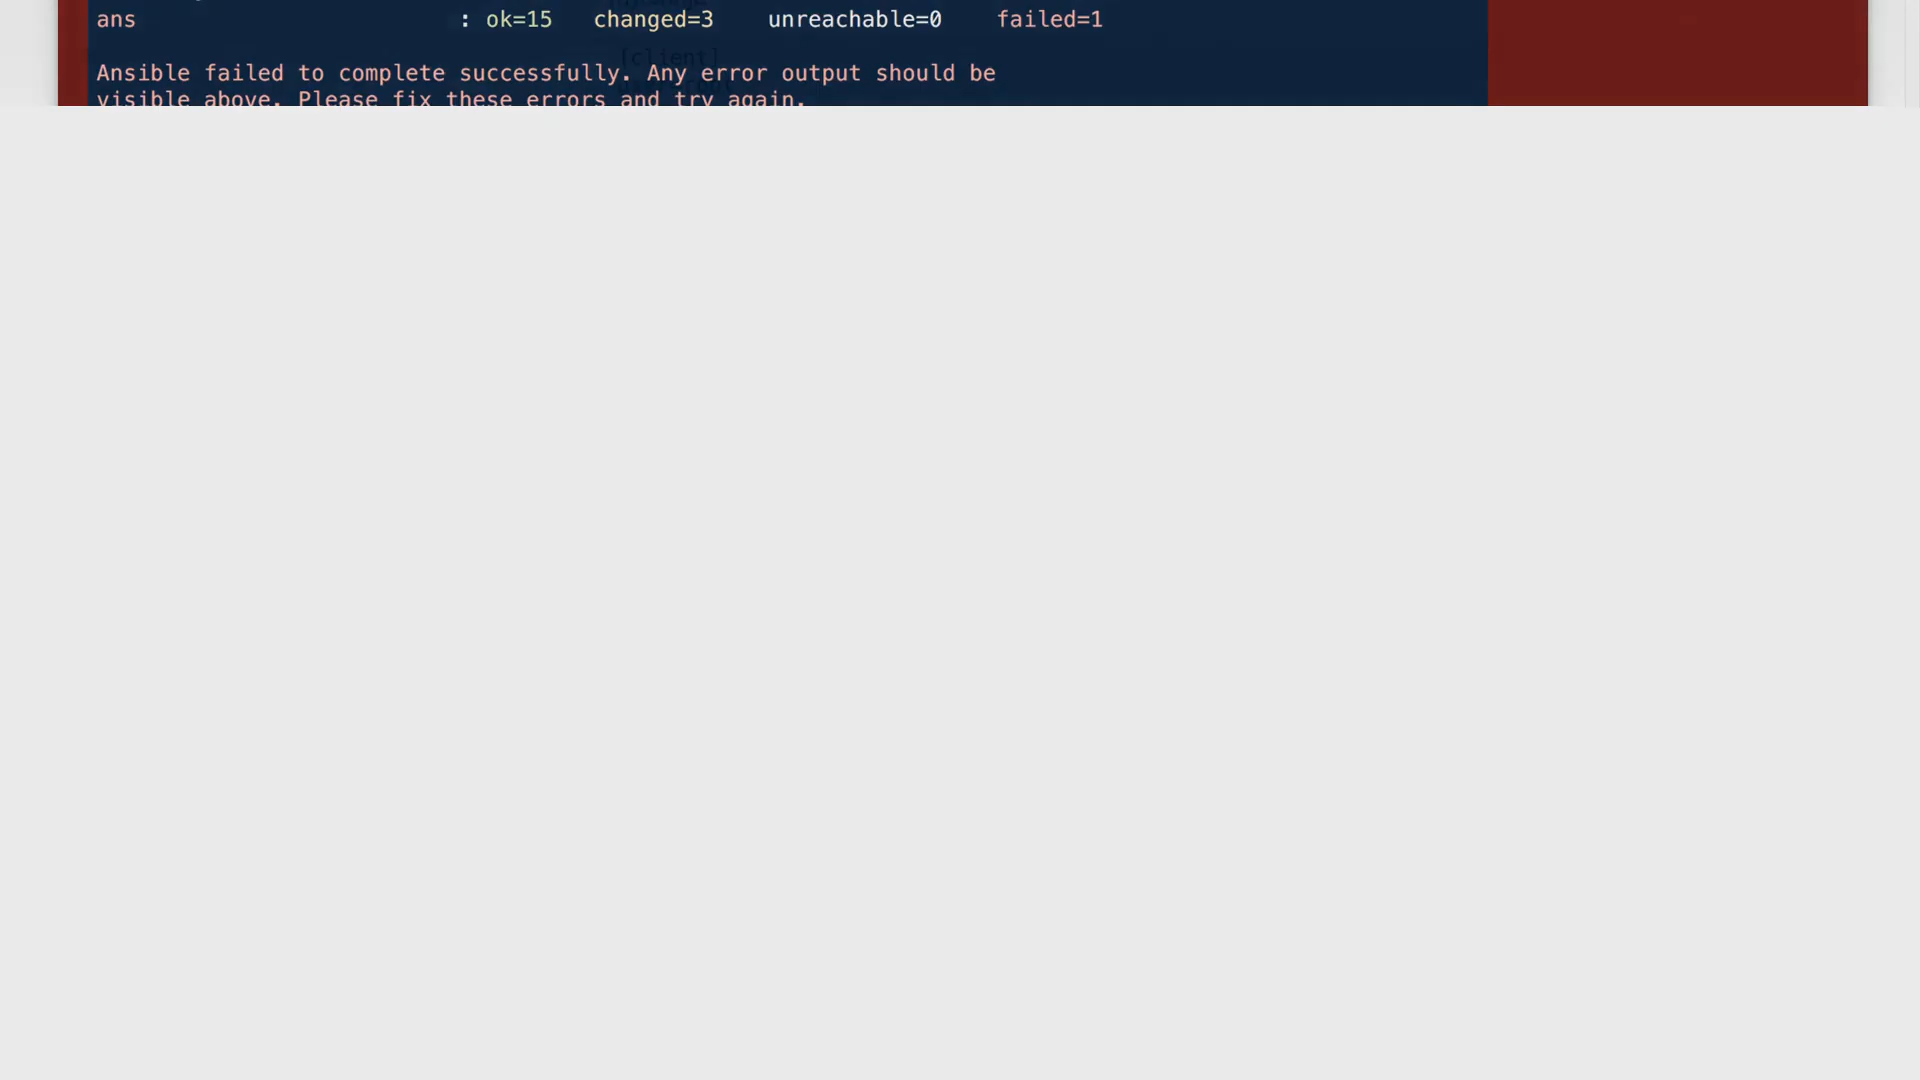 ans : ok=15 changed=3 unreachable=0 failed=1
[client]
Ansible failed to complete successfully. Any error output should be
visible above. Please fix these errors and try again.